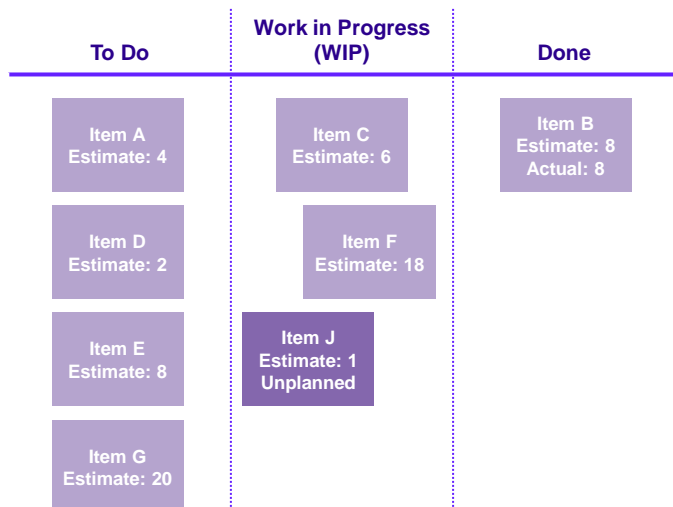 To Do
Work in Progress
(WIP)
Done
Item A
Estimate: 4
Item C
Estimate: 6
Item B
Estimate: 8
Actual: 8
Item D
Estimate: 2
Item F
Estimate: 18
Item E
Estimate: 8
Item J
Estimate: 1
Unplanned
Item G
Estimate: 20